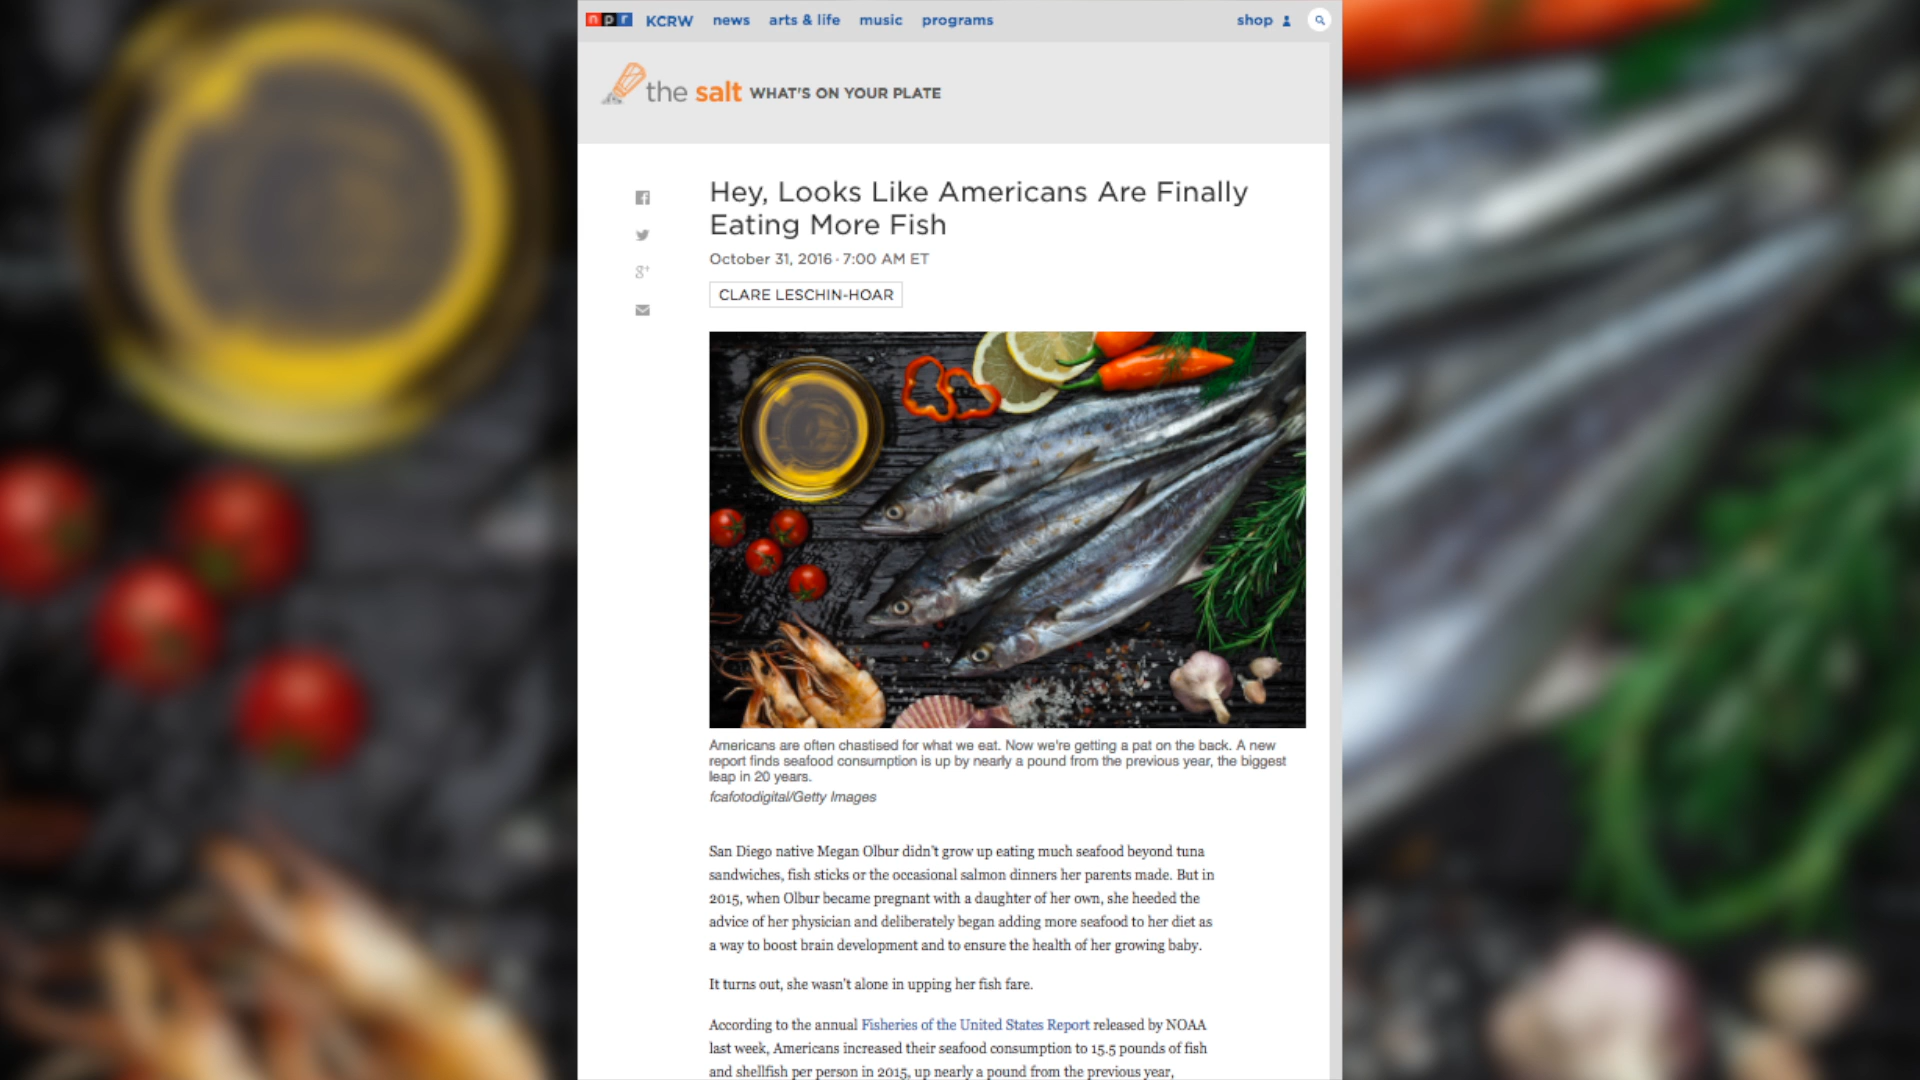 npr KCRW news arts & life music programs shop
the salt WHAT'S ON YOUR PLATE
Hey, Looks Like Americans Are Finally
Eating More Fish
October 31, 2016 · 7:00 AM ET
CLARE LESCHIN-HOAR
Americans are often chastised for what we eat. Now we're getting a pat on the back. A new
report finds seafood consumption is up by nearly a pound from the previous year, the biggest
leap in 20 years.
fcafotodigital/Getty Images
San Diego native Megan Olbur didn't grow up eating much seafood beyond tuna
sandwiches, fish sticks or the occasional salmon dinners her parents made. But in
2015, when Olbur became pregnant with a daughter of her own, she heeded the
advice of her physician and deliberately began adding more seafood to her diet as
a way to boost brain development and to ensure the health of her growing baby.
It turns out, she wasn't alone in upping her fish fare.
According to the annual Fisheries of the United States Report released by NOAA
last week, Americans increased their seafood consumption to 15.5 pounds of fish
and shellfish per person in 2015, up nearly a pound from the previous year,